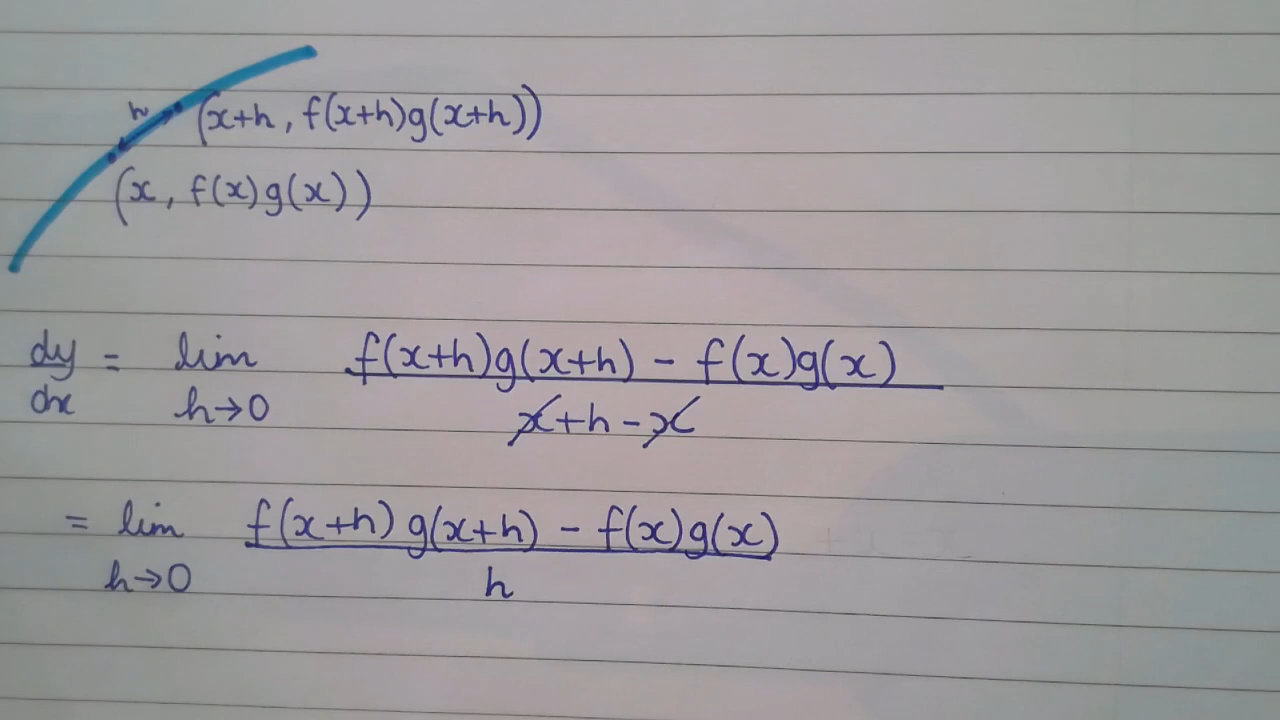 h (x+h, f(x+h)g(x+h))
(x, f(x)g(x))
dy/dx = lim h→0 f(x+h)g(x+h) - f(x)g(x) / x+h-x
= lim h→0 f(x+h)g(x+h) - f(x)g(x) / h